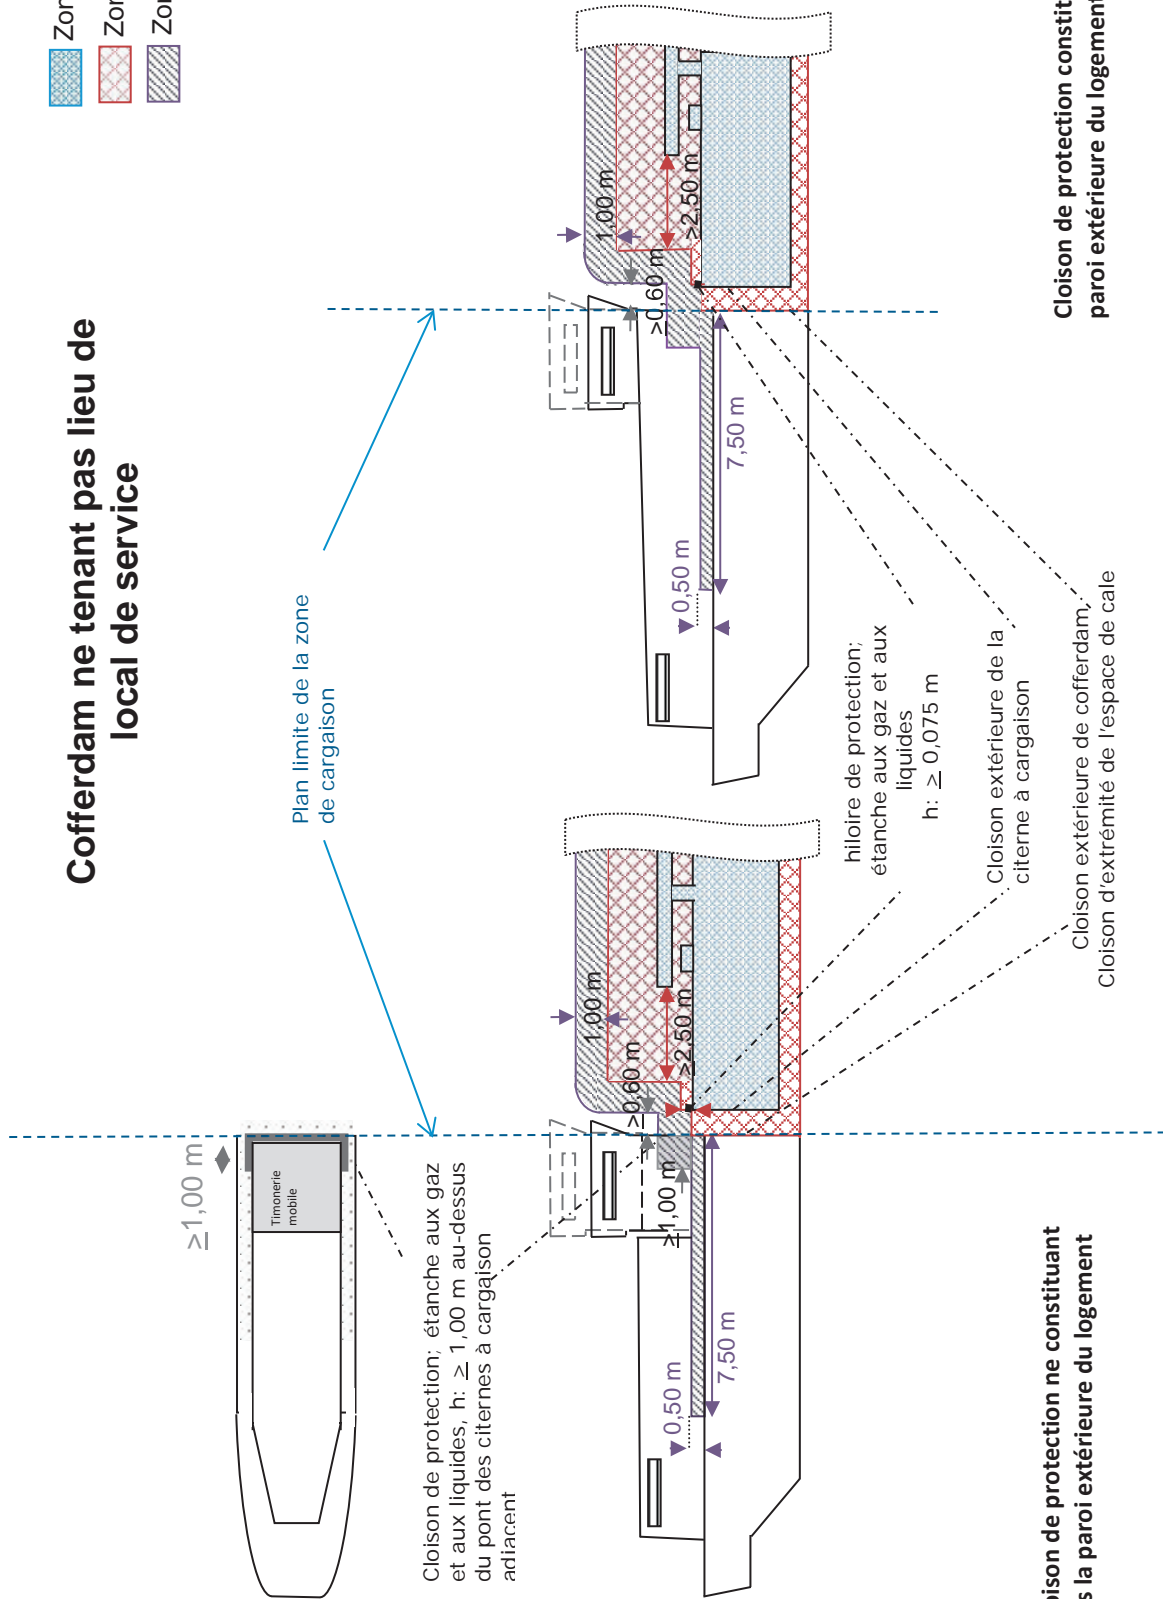 Cofferdam ne tenant pas lieu de
local de service
Zon
Zon
Zon
Plan limite de la zone
de cargaison
≥1,00 m
Timonerie
mobile
Cloison de protection; étanche aux gaz
et aux liquides, h: ≥ 1,00 m au-dessus
du pont des citernes à cargaison
adjacent
1,00 m
≥0,60 m
≥2,50 m
≥1,00 m
0,50 m
7,50 m
1,00 m
≥0,60 m
≥2,50 m
0,50 m
7,50 m
hiloire de protection;
étanche aux gaz et aux
liquides
h: ≥ 0,075 m
Cloison extérieure de la
citerne à cargaison
Cloison extérieure de cofferdam,
Cloison d'extrémité de l'espace de cale
oison de protection ne constituant
s la paroi extérieure du logement
Cloison de protection constit
paroi extérieure du logement